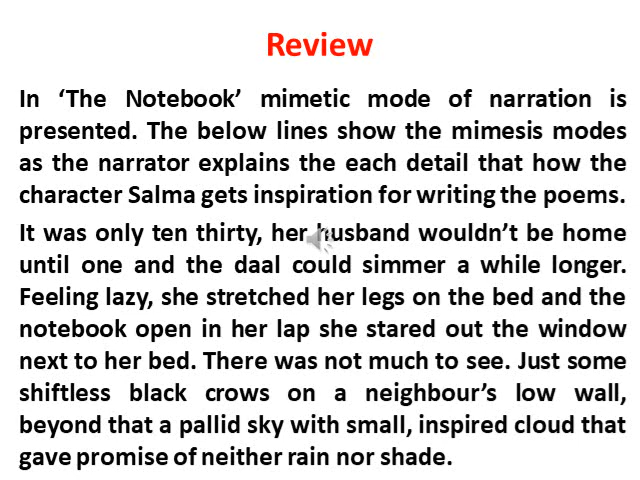 Review
In ‘The Notebook’ mimetic mode of narration is
presented. The below lines show the mimesis modes
as the narrator explains the each detail that how the
character Salma gets inspiration for writing the poems.
It was only ten thirty, her husband wouldn’t be home
until one and the daal could simmer a while longer.
Feeling lazy, she stretched her legs on the bed and the
notebook open in her lap she stared out the window
next to her bed. There was not much to see. Just some
shiftless black crows on a neighbour’s low wall,
beyond that a pallid sky with small, inspired cloud that
gave promise of neither rain nor shade.